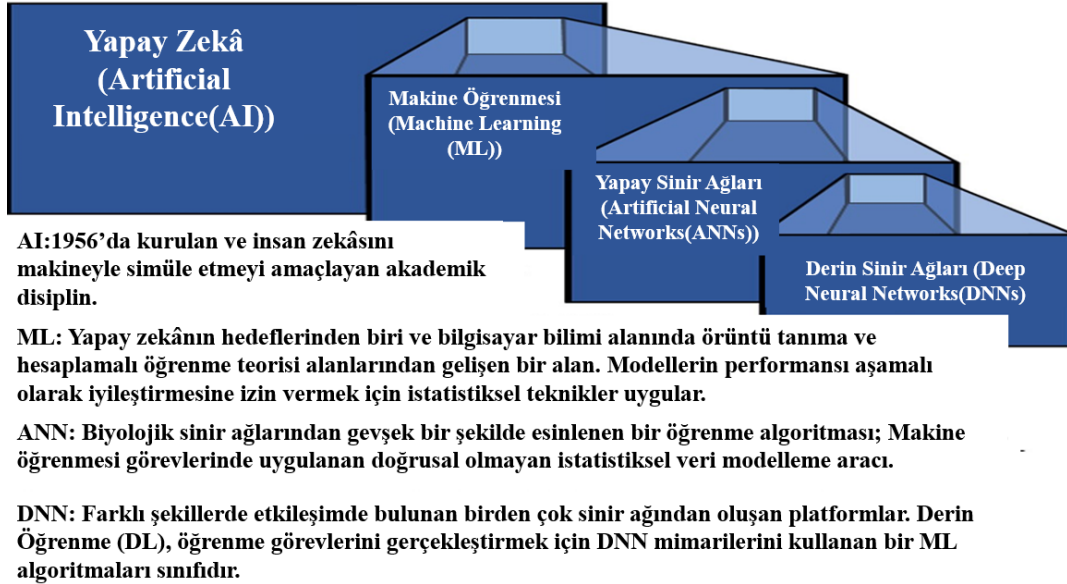 Yapay Zekâ
(Artificial
Intelligence(AI))
Makine Öğrenmesi
(Machine Learning
(ML))
Yapay Sinir Ağları
(Artificial Neural
Networks(ANNs))
Derin Sinir Ağları (Deep
Neural Networks(DNNs)
AI:1956’da kurulan ve insan zekâsını
makineyle simüle etmeyi amaçlayan akademik
disiplin.
ML: Yapay zekânın hedeflerinden biri ve bilgisayar bilimi alanında örüntü tanıma ve
hesaplamalı öğrenme teorisi alanlarından gelişen bir alan. Modellerin performansı aşamalı
olarak iyileştirmesine izin vermek için istatistiksel teknikler uygular.
ANN: Biyolojik sinir ağlarından gevşek bir şekilde esinlenen bir öğrenme algoritması; Makine
öğrenmesi görevlerinde uygulanan doğrusal olmayan istatistiksel veri modelleme aracı.
DNN: Farklı şekillerde etkileşimde bulunan birden çok sinir ağından oluşan platformlar. Derin
Öğrenme (DL), öğrenme görevlerini gerçekleştirmek için DNN mimarilerini kullanan bir ML
algoritmaları sınıfıdır.